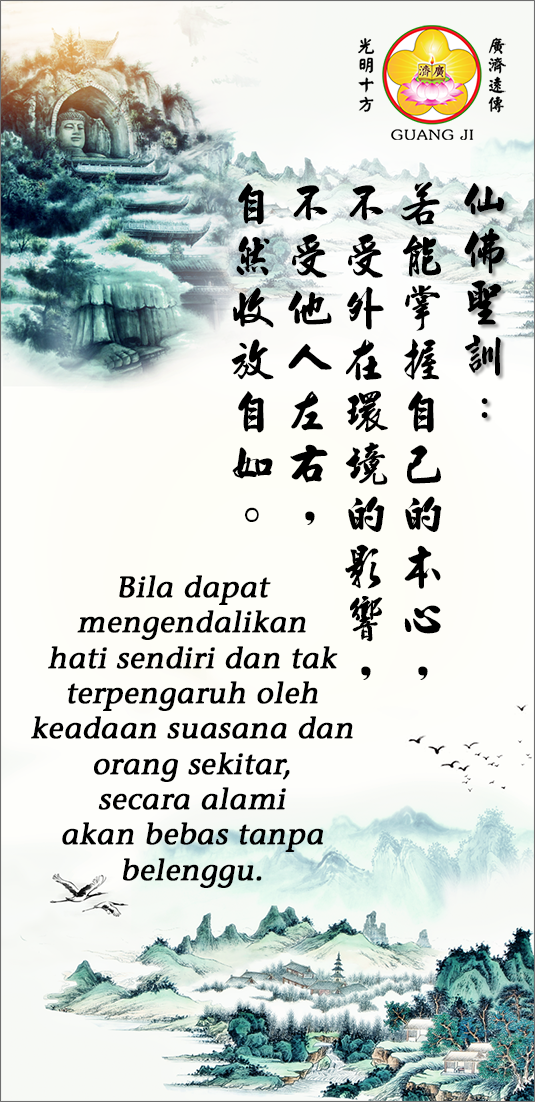 廣濟遠傳
光明十方
廣濟
GUANG JI
仙佛聖訓：
若能掌握自己的本心，
不受外在環境的影響，
不受他人左右，
自然收放自如。
Bila dapat
mengendalikan
hati sendiri dan tak
terpengaruh oleh
keadaan suasana dan
orang sekitar,
secara alami
akan bebas tanpa
belenggu.